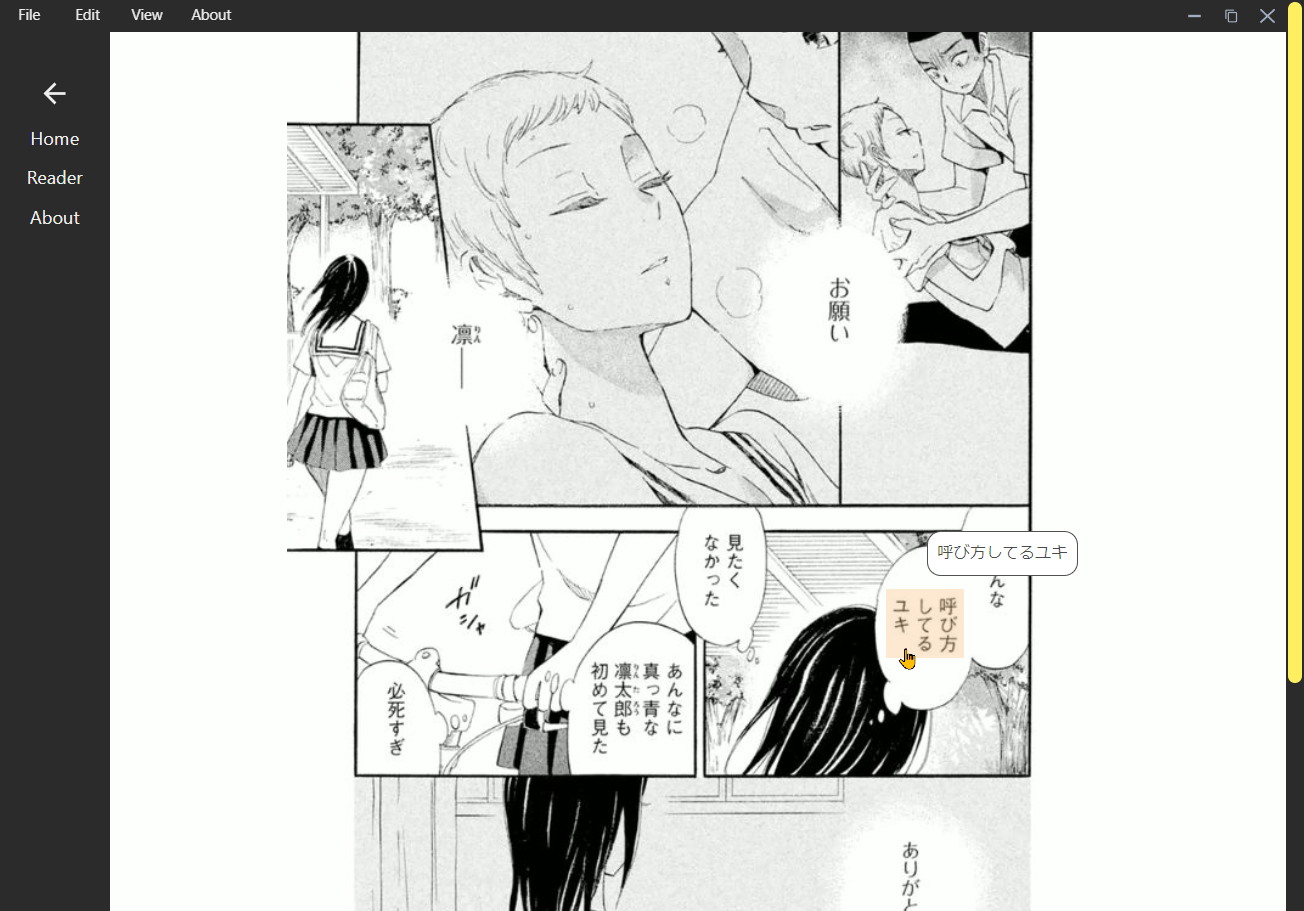 File Edit View About
Home
Reader
About
お願い
凛
りん
呼び方してるユキ
んな
呼び方
してる
ユキ
見たく
なかった
ガシャ
あんなに
真っ青な
凛太郎も
りんたろう
初めて見た
必死すぎ
ありがと